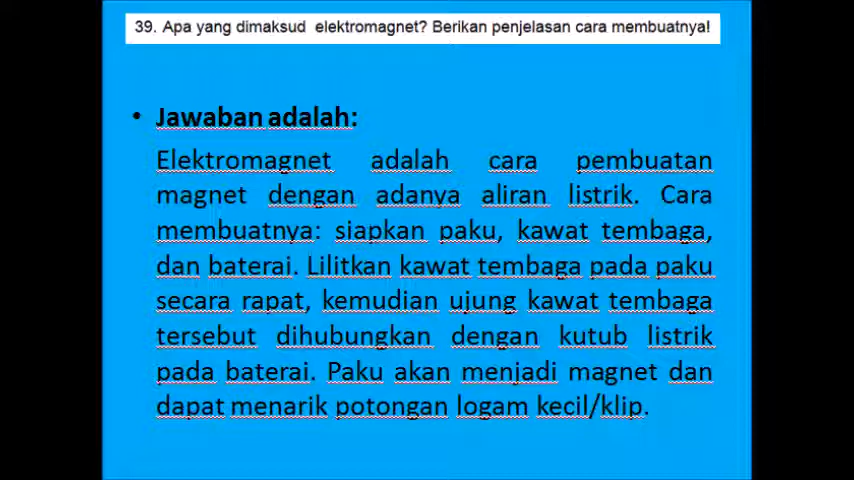 39. Apa yang dimaksud elektromagnet? Berikan penjelasan cara membuatnya!
• Jawaban adalah:
Elektromagnet adalah cara pembuatan
magnet dengan adanya aliran listrik. Cara
membuatnya: siapkan paku, kawat tembaga,
dan baterai. Lilitkan kawat tembaga pada paku
secara rapat, kemudian ujung kawat tembaga
tersebut dihubungkan dengan kutub listrik
pada baterai. Paku akan menjadi magnet dan
dapat menarik potongan logam kecil/klip.